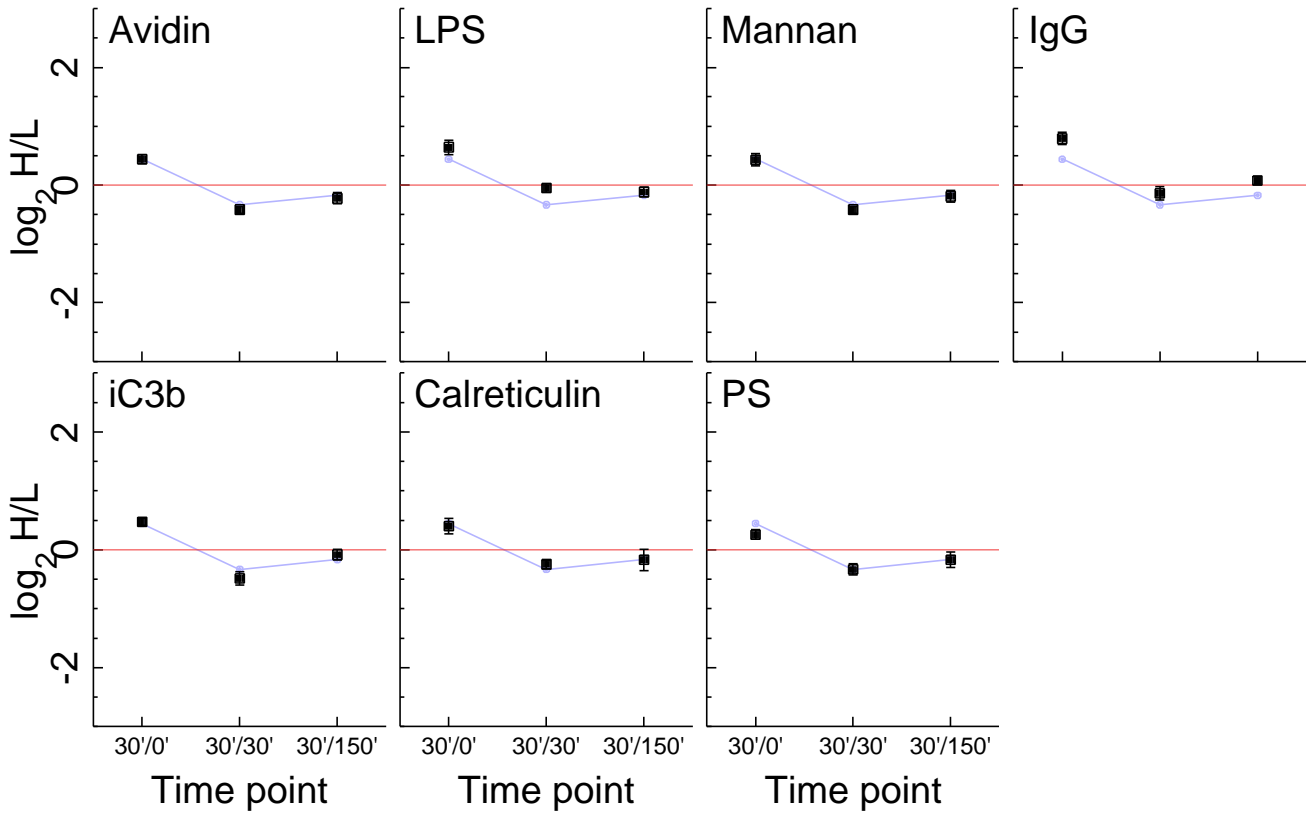 Avidin
LPS
Mannan
IgG
log2 H/L
2
0
-2
iC3b
Calreticulin
PS
log2 H/L
2
0
-2
30'/0' 30'/30' 30'/150'
30'/0' 30'/30' 30'/150'
30'/0' 30'/30' 30'/150'
Time point
Time point
Time point